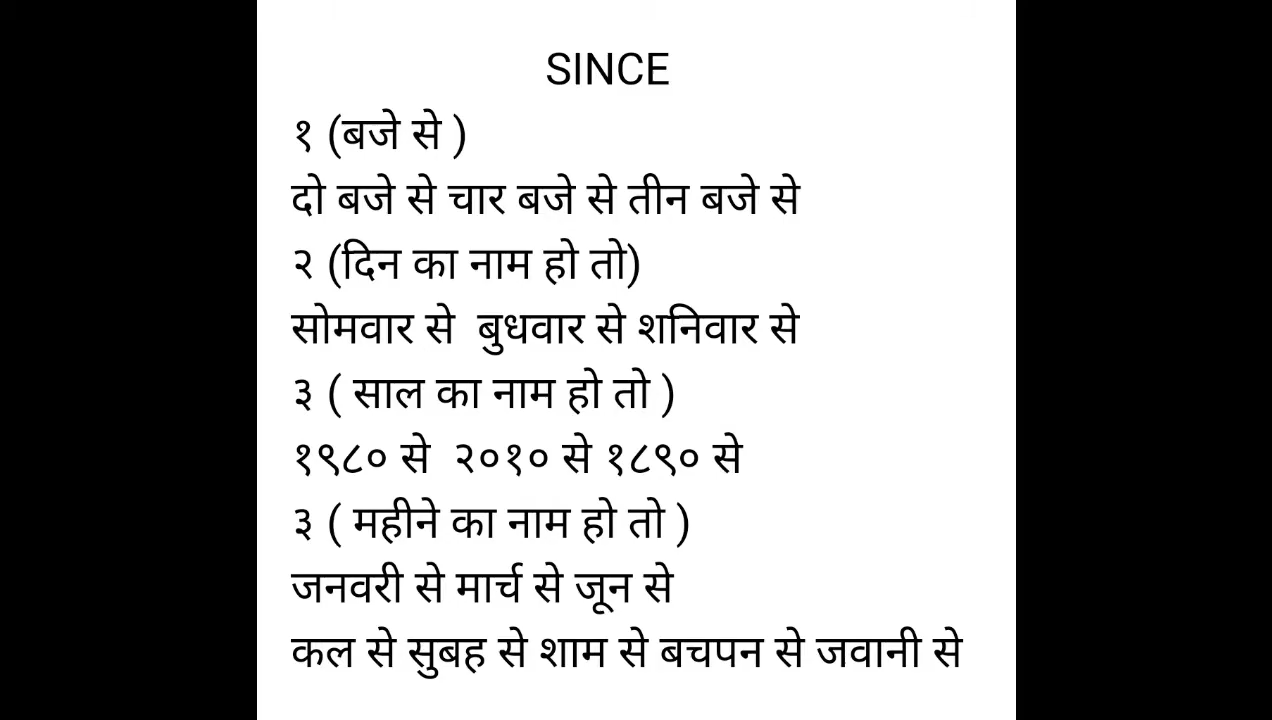 SINCE
१ (बजे से )
दो बजे से चार बजे से तीन बजे से
२ (दिन का नाम हो तो)
सोमवार से बुधवार से शनिवार से
३ ( साल का नाम हो तो )
१९८० से २०१० से १८९० से
३ ( महीने का नाम हो तो )
जनवरी से मार्च से जून से
कल से सुबह से शाम से बचपन से जवानी से